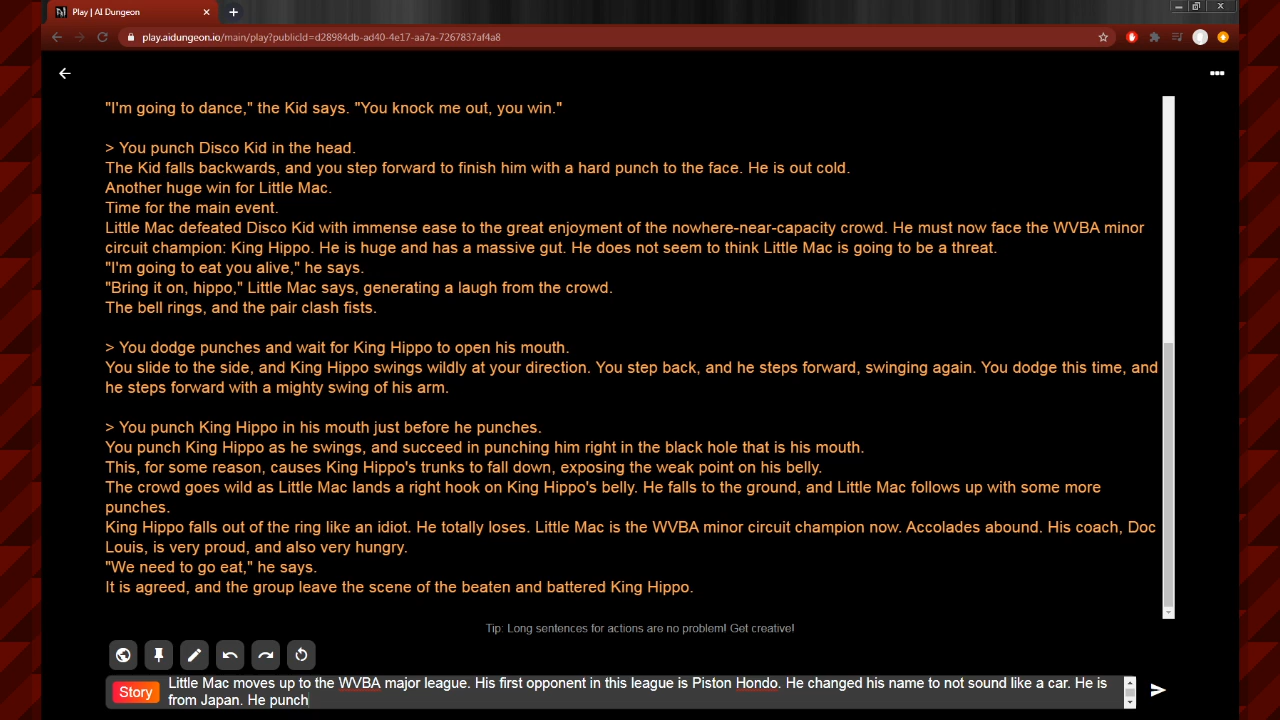 Play | AI Dungeon
play.aidungeon.io/main/play?publicId=d28984db-ad40-4e17-aa7a-7267837af4a8
"I'm going to dance," the Kid says. "You knock me out, you win."
> You punch Disco Kid in the head.
The Kid falls backwards, and you step forward to finish him with a hard punch to the face. He is out cold.
Another huge win for Little Mac.
Time for the main event.
Little Mac defeated Disco Kid with immense ease to the great enjoyment of the nowhere-near-capacity crowd. He must now face the WVBA minor
circuit champion: King Hippo. He is huge and has a massive gut. He does not seem to think Little Mac is going to be a threat.
"I'm going to eat you alive," he says.
"Bring it on, hippo," Little Mac says, generating a laugh from the crowd.
The bell rings, and the pair clash fists.
> You dodge punches and wait for King Hippo to open his mouth.
You slide to the side, and King Hippo swings wildly at your direction. You step back, and he steps forward, swinging again. You dodge this time, and
he steps forward with a mighty swing of his arm.
> You punch King Hippo in his mouth just before he punches.
You punch King Hippo as he swings, and succeed in punching him right in the black hole that is his mouth.
This, for some reason, causes King Hippo's trunks to fall down, exposing the weak point on his belly.
The crowd goes wild as Little Mac lands a right hook on King Hippo's belly. He falls to the ground, and Little Mac follows up with some more
punches.
King Hippo falls out of the ring like an idiot. He totally loses. Little Mac is the WVBA minor circuit champion now. Accolades abound. His coach, Doc
Louis, is very proud, and also very hungry.
"We need to go eat," he says.
It is agreed, and the group leave the scene of the beaten and battered King Hippo.
Tip: Long sentences for actions are no problem! Get creative!
Story
Little Mac moves up to the WVBA major league. His first opponent in this league is Piston Hondo. He changed his name to not sound like a car. He is
from Japan. He punch